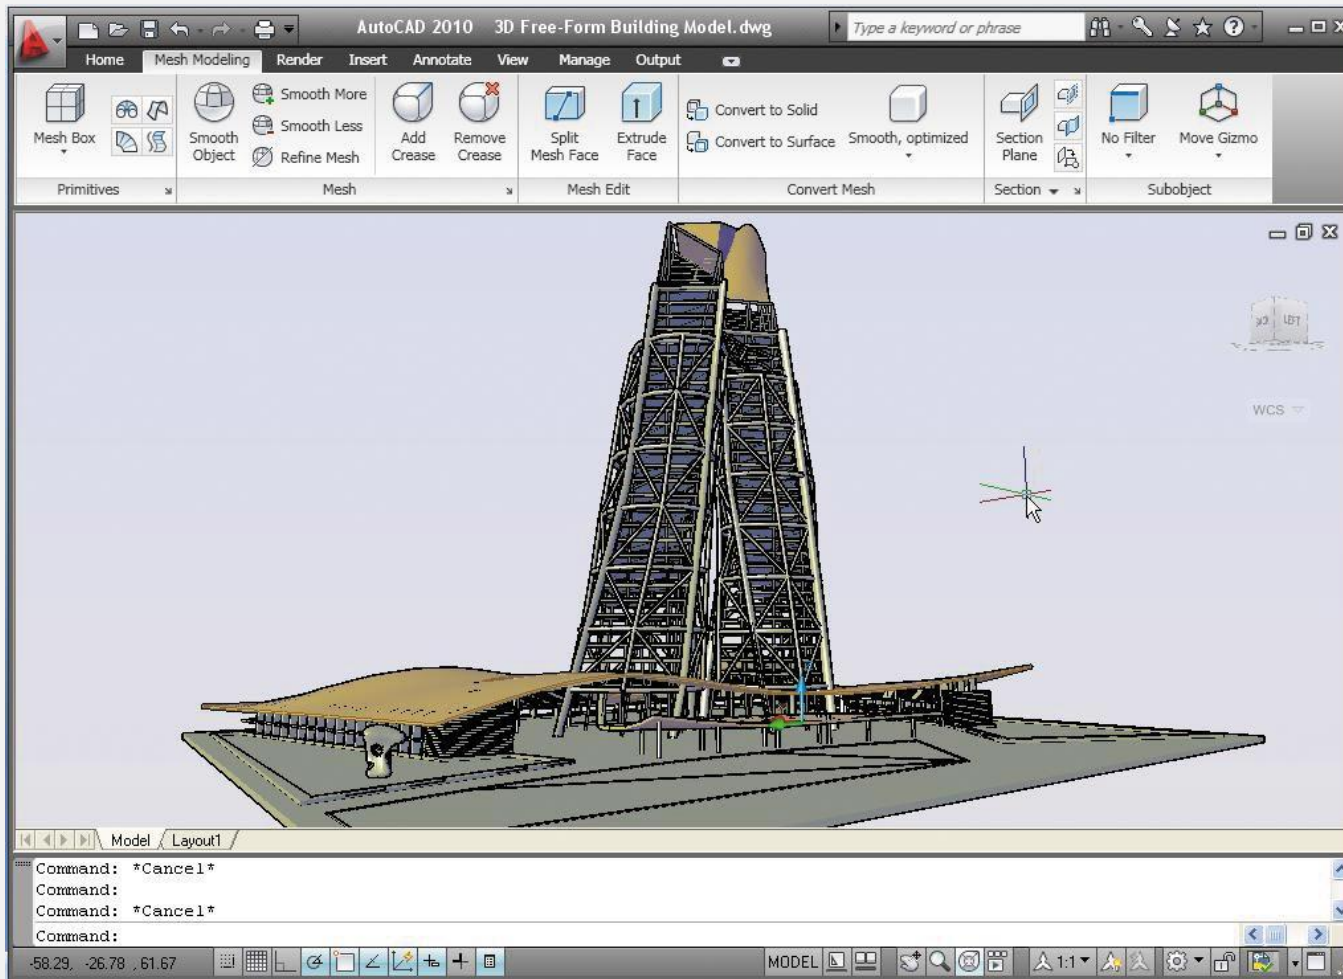 AutoCAD 2010 3D Free-Form Building Model.dwg
Type a keyword or phrase
Home Mesh Modeling Render Insert Annotate View Manage Output
Mesh Box
Smooth Object
Smooth More
Smooth Less
Refine Mesh
Add Crease
Remove Crease
Split Mesh Face
Extrude Face
Convert to Solid
Convert to Surface
Smooth, optimized
Section Plane
No Filter
Move Gizmo
Primitives Mesh Mesh Edit Convert Mesh Section Subobject
LEFT
WCS
Model Layout1
Command: *Cancel*
Command:
Command: *Cancel*
Command:
-58.29, -26.78 , 61.67 MODEL 1:1